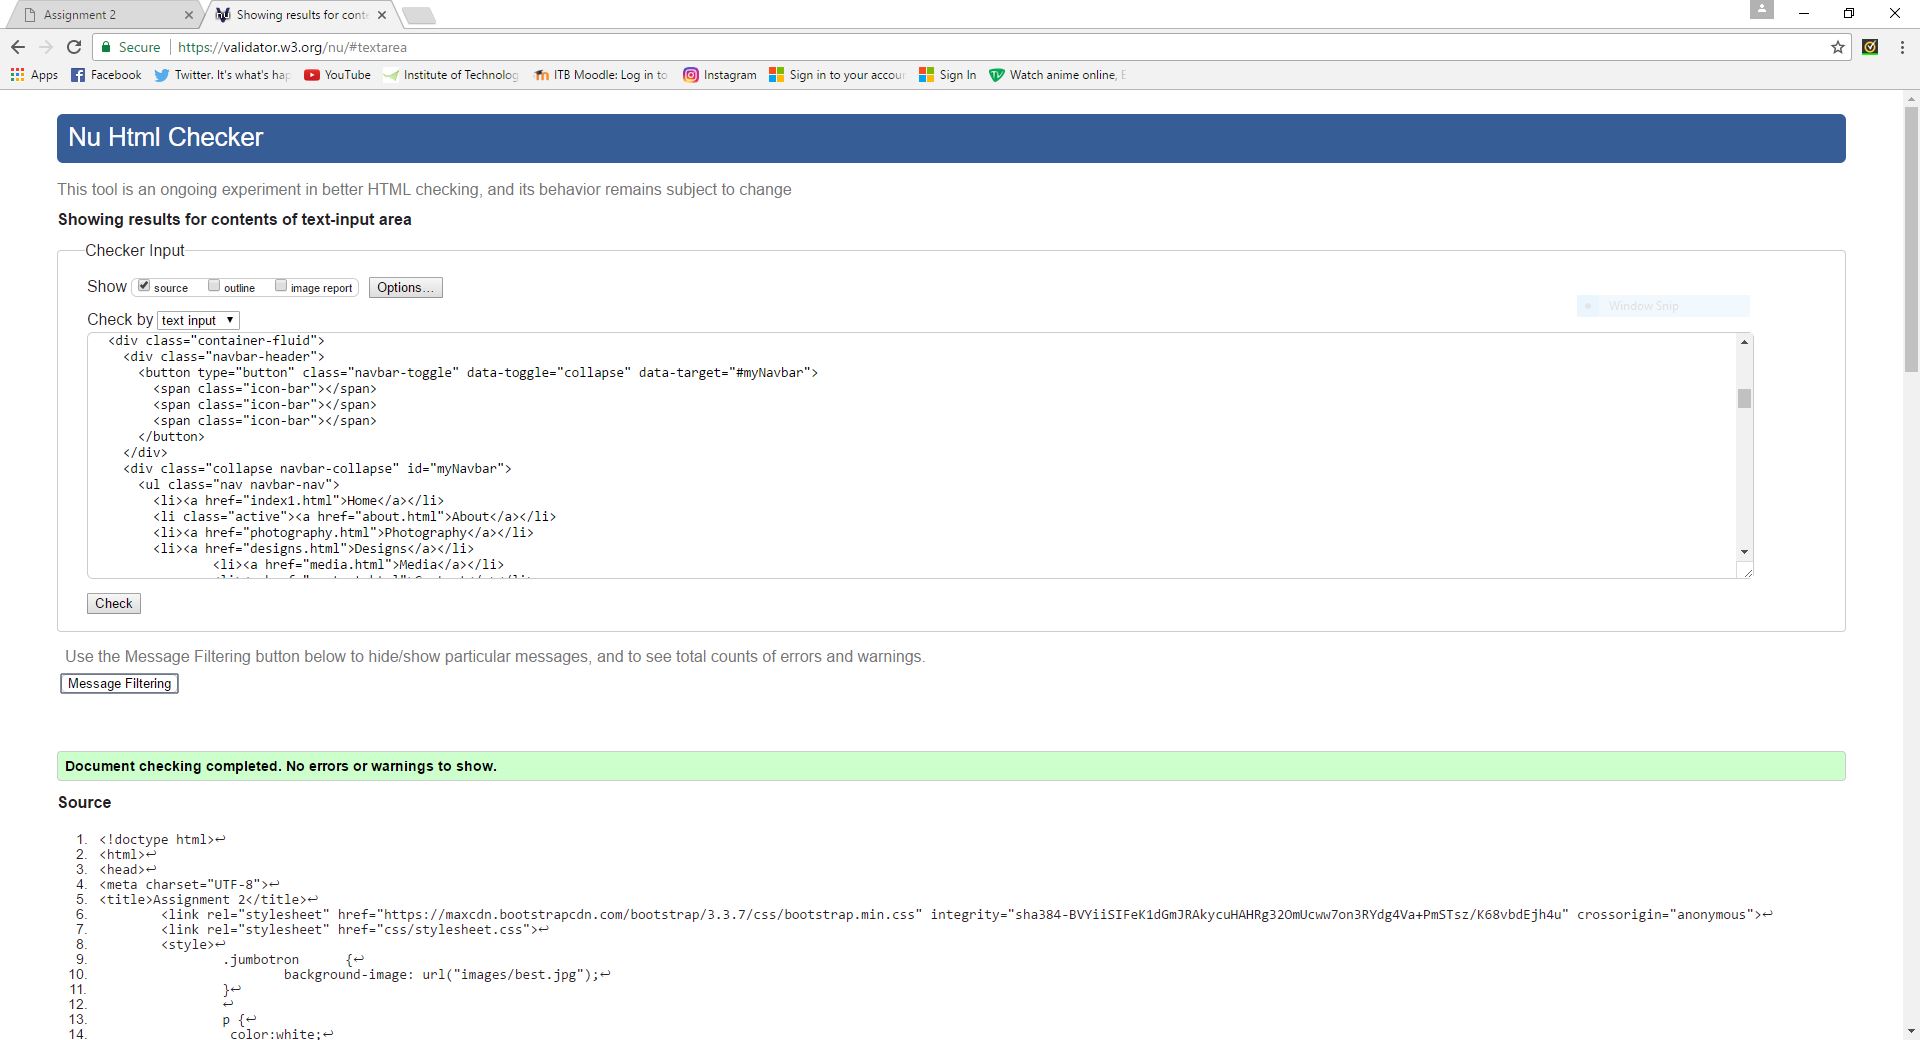 Assignment 2
Showing results for conte
Secure
https://validator.w3.org/nu/#textarea
Apps
Facebook
Twitter. It's what's hap
YouTube
Institute of Technolog
ITB Moodle: Log in to
Instagram
Sign in to your accour
Sign In
Watch anime online, E
Nu Html Checker
This tool is an ongoing experiment in better HTML checking, and its behavior remains subject to change
Showing results for contents of text-input area
Checker Input
Show source outline image report Options...
Window Snip
Check by text input
<div class="container-fluid">
<div class="navbar-header">
<button type="button" class="navbar-toggle" data-toggle="collapse" data-target="#myNavbar">
<span class="icon-bar"></span>
<span class="icon-bar"></span>
<span class="icon-bar"></span>
</button>
</div>
<div class="collapse navbar-collapse" id="myNavbar">
<ul class="nav navbar-nav">
<li><a href="index1.html">Home</a></li>
<li class="active"><a href="about.html">About</a></li>
<li><a href="photography.html">Photography</a></li>
<li><a href="designs.html">Designs</a></li>
<li><a href="media.html">Media</a></li>
Check
Use the Message Filtering button below to hide/show particular messages, and to see total counts of errors and warnings.
Message Filtering
Document checking completed. No errors or warnings to show.
Source
1. <!doctype html>↩
2. <html>↩
3. <head>↩
4. <meta charset="UTF-8">↩
5. <title>Assignment 2</title>↩
6. <link rel="stylesheet" href="https://maxcdn.bootstrapcdn.com/bootstrap/3.3.7/css/bootstrap.min.css" integrity="sha384-BVYiiSIFeK1dGmJRAkycuHAHRg32OmUcww7on3RYdg4Va+PmSTsz/K68vbdEjh4u" crossorigin="anonymous">↩
7. <link rel="stylesheet" href="css/stylesheet.css">↩
8. <style>↩
9. .jumbotron {↩
10. background-image: url("images/best.jpg");↩
11. }↩
12. ↩
13. p {↩
14. color:white;↩